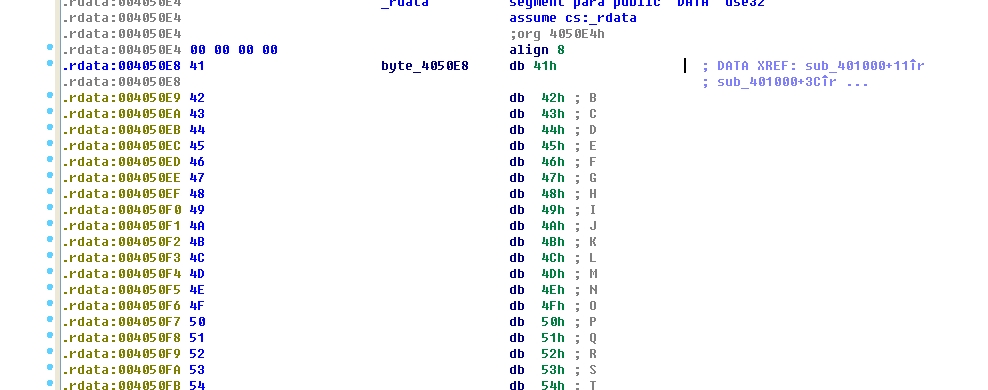 .rdata:004050E4 _rdata segment para public 'DATA' use32
.rdata:004050E4 assume cs:_rdata
.rdata:004050E4 ;org 4050E4h
.rdata:004050E4 00 00 00 00 align 8
.rdata:004050E8 41 byte_4050E8 db 41h ; DATA XREF: sub_401000+11îr
.rdata:004050E8 ; sub_401000+3Cîr ...
.rdata:004050E9 42 db 42h ; B
.rdata:004050EA 43 db 43h ; C
.rdata:004050EB 44 db 44h ; D
.rdata:004050EC 45 db 45h ; E
.rdata:004050ED 46 db 46h ; F
.rdata:004050EE 47 db 47h ; G
.rdata:004050EF 48 db 48h ; H
.rdata:004050F0 49 db 49h ; I
.rdata:004050F1 4A db 4Ah ; J
.rdata:004050F2 4B db 4Bh ; K
.rdata:004050F3 4C db 4Ch ; L
.rdata:004050F4 4D db 4Dh ; M
.rdata:004050F5 4E db 4Eh ; N
.rdata:004050F6 4F db 4Fh ; O
.rdata:004050F7 50 db 50h ; P
.rdata:004050F8 51 db 51h ; Q
.rdata:004050F9 52 db 52h ; R
.rdata:004050FA 53 db 53h ; S
.rdata:004050FB 54 db 54h ; T